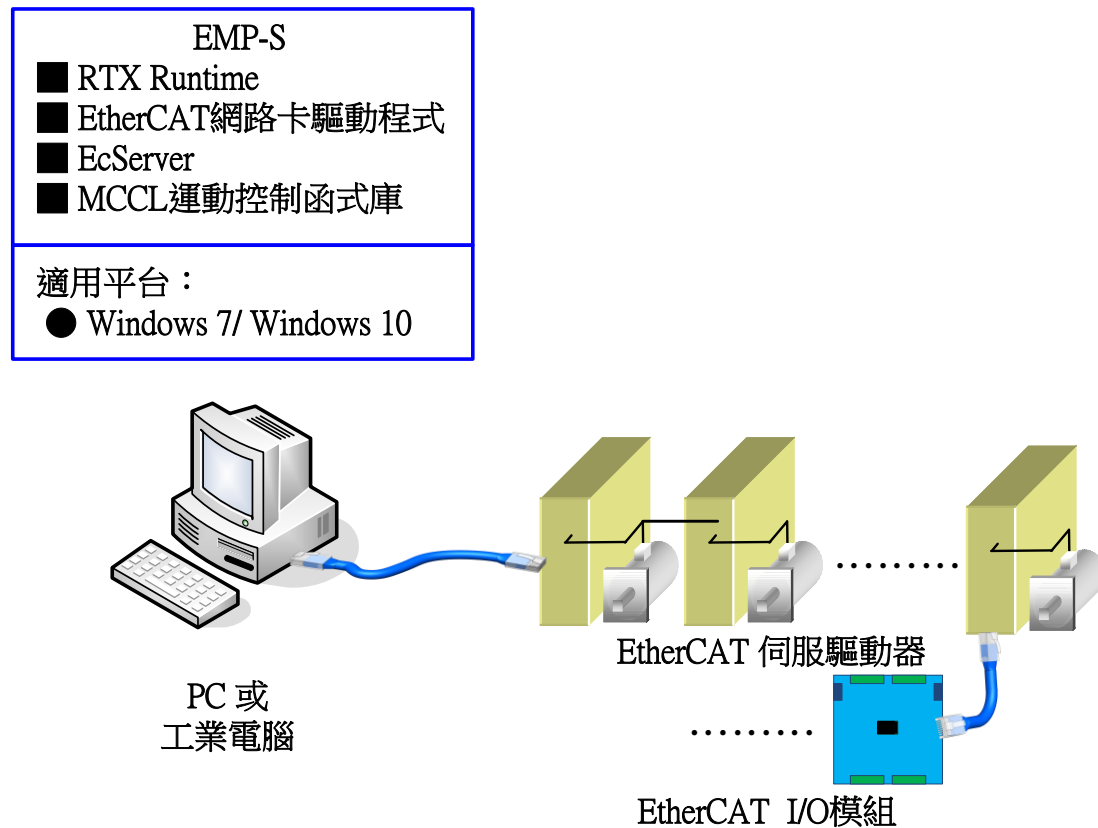 EMP-S
■ RTX Runtime
■ EtherCAT網路卡驅動程式
■ EcServer
■ MCCL運動控制函式庫
適用平台：
● Windows 7/ Windows 10
EtherCAT 伺服驅動器
PC 或
工業電腦
EtherCAT I/O模組